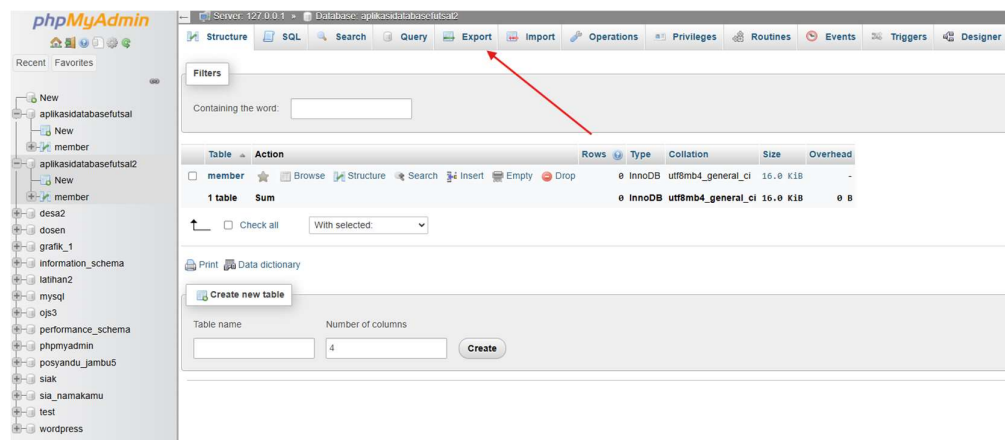 phpMyAdmin
Recent Favorites
New
aplikasidatabasefutsal
New
member
aplikasidatabasefutsal2
New
member
desa2
dosen
grafik_1
information_schema
latihan2
mysql
ojs3
performance_schema
phpmyadmin
posyandu_jambu5
siak
sia_namakamu
test
wordpress
Server: 127.0.0.1 » Database: aplikasidatabasefutsal2
Structure SQL Search Query Export Import Operations Privileges Routines Events Triggers Designer
Filters
Containing the word:
Table Action Rows Type Collation Size Overhead
member Browse Structure Search Insert Empty Drop 0 InnoDB utf8mb4_general_ci 16.0 KiB -
1 table Sum 0 InnoDB utf8mb4_general_ci 16.0 KiB 0 B
Check all With selected:
Print Data dictionary
Create new table
Table name Number of columns
4 Create